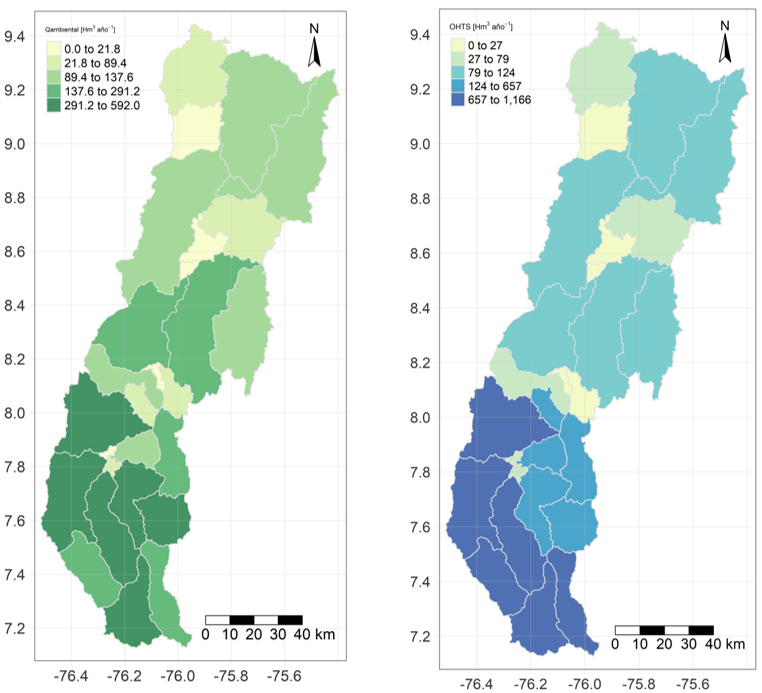 Qambiental [Hm³ año⁻¹]
0.0 to 21.8
21.8 to 89.4
89.4 to 137.6
137.6 to 291.2
291.2 to 592.0
N
9.4
9.2
9.0
8.8
8.6
8.4
8.2
8.0
7.8
7.6
7.4
7.2
0 10 20 30 40 km
-76.4 -76.2 -76.0 -75.8 -75.6
OHTS [Hm³ año⁻¹]
0 to 27
27 to 79
79 to 124
124 to 657
657 to 1,166
N
9.4
9.2
9.0
8.8
8.6
8.4
8.2
8.0
7.8
7.6
7.4
7.2
0 10 20 30 40 km
-76.4 -76.2 -76.0 -75.8 -75.6